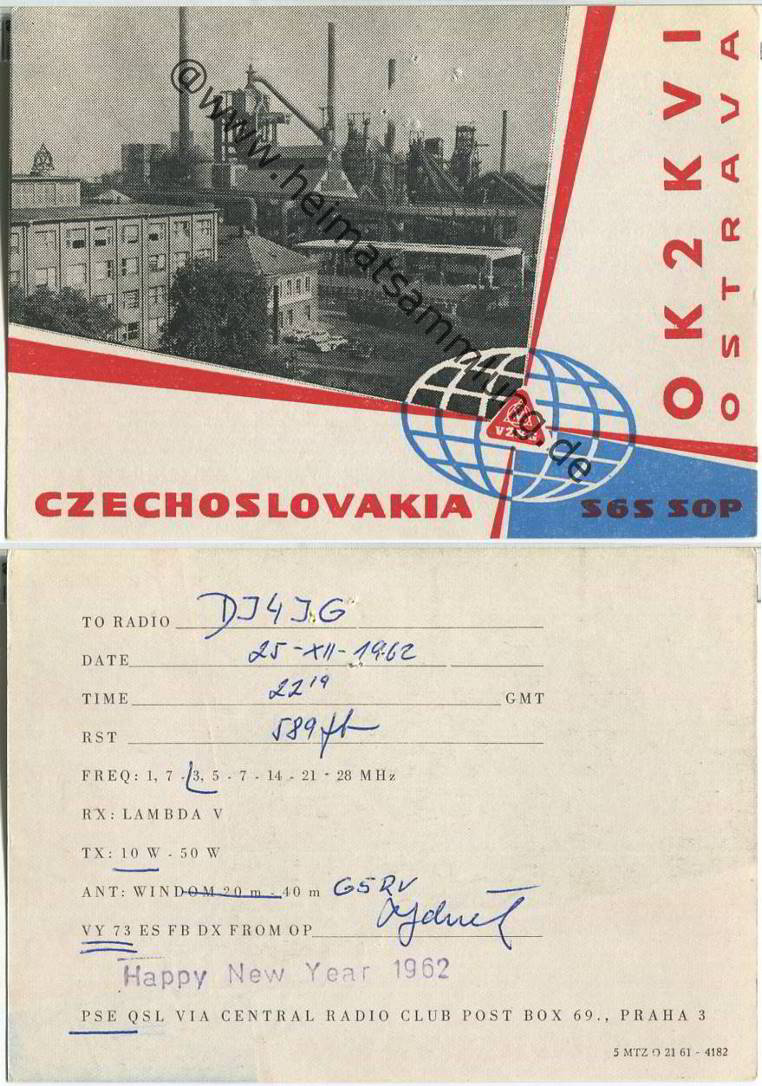 OK2KVI
OSTRAVA
@www.heimatsammlung.de
CZECHOSLOVAKIA
S6S SOP
TO RADIO DJ4JG
DATE 25-XII-1962
TIME 22¹⁹ GMT
RST 589 fb
FREQ: 1, 7 - 3, 5 - 7 - 14 - 21 - 28 MHz
RX: LAMBDA V
TX: 10 W - 50 W
ANT: WINDOM 20 m - 40 m G5RV
VY 73 ES FB DX FROM OP
Happy New Year 1962
PSE QSL VIA CENTRAL RADIO CLUB POST BOX 69., PRAHA 3
5 MTZ O 21 61 - 4182